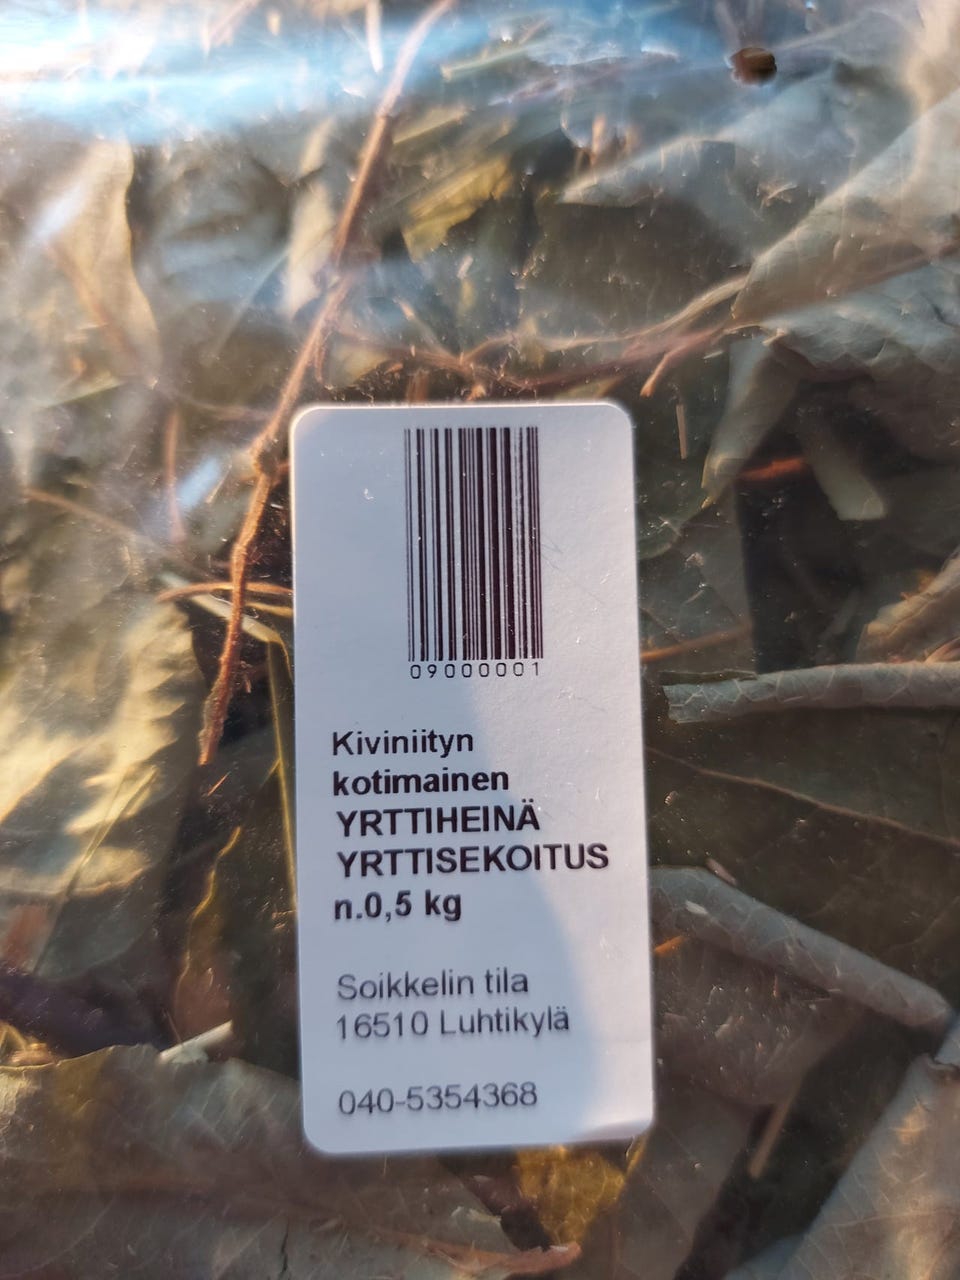 09000001
Kiviniityn
kotimainen
YRTTIHEINÄ
YRTTISEKOITUS
n.0,5 kg
Soikkelin tila
16510 Luhtikylä
040-5354368